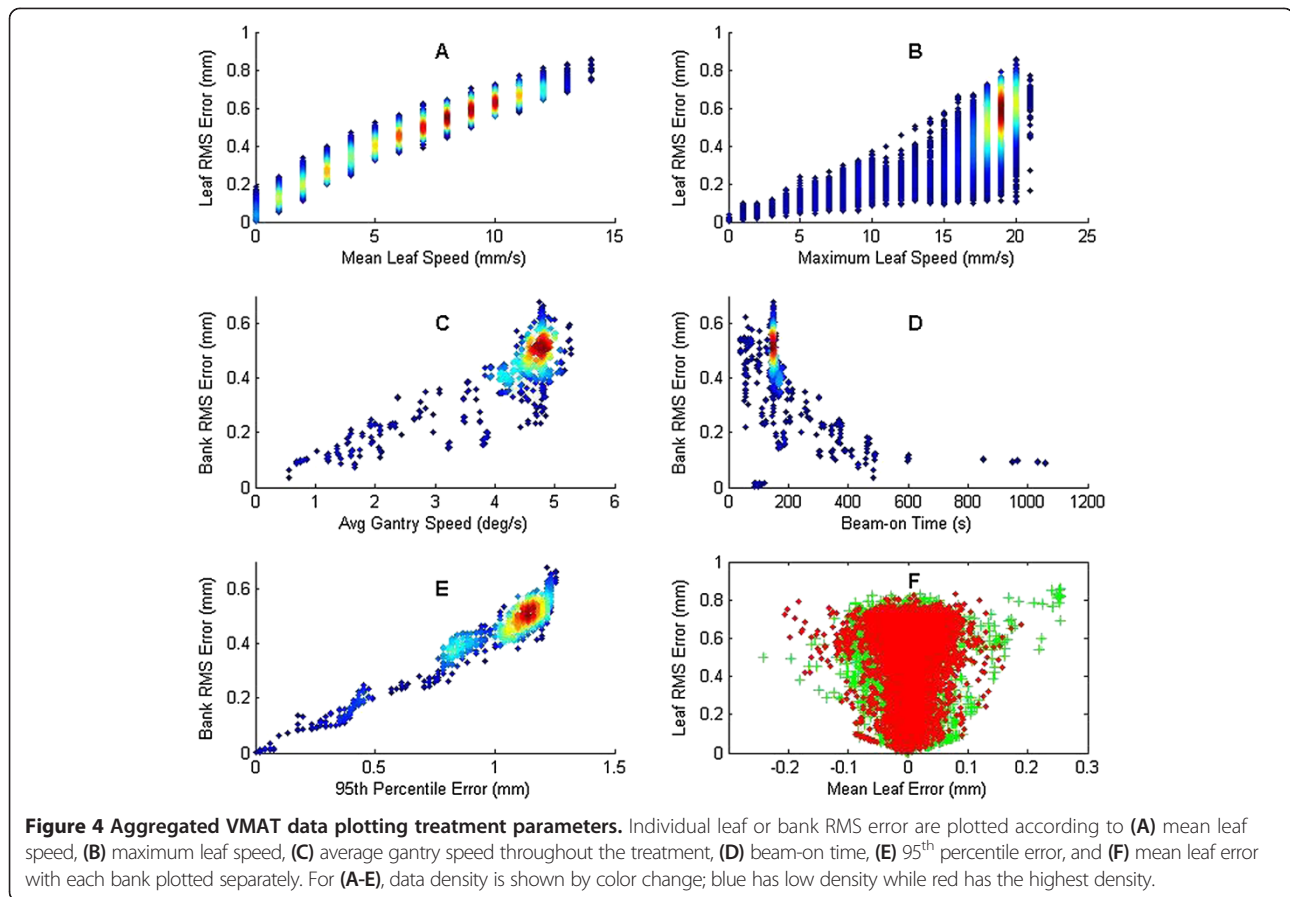 A
Leaf RMS Error (mm)
1
0.8
0.6
0.4
0.2
0
0 5 10 15
Mean Leaf Speed (mm/s)
B
Leaf RMS Error (mm)
1
0.8
0.6
0.4
0.2
0
0 5 10 15 20 25
Maximum Leaf Speed (mm/s)
C
Bank RMS Error (mm)
0.6
0.4
0.2
0
0 1 2 3 4 5 6
Avg Gantry Speed (deg/s)
D
Bank RMS Error (mm)
0.6
0.4
0.2
0
0 200 400 600 800 1000 1200
Beam-on Time (s)
E
Bank RMS Error (mm)
0.6
0.4
0.2
0
0 0.5 1 1.5
95th Percentile Error (mm)
F
Leaf RMS Error (mm)
1
0.8
0.6
0.4
0.2
0
-0.2 -0.1 0 0.1 0.2 0.3
Mean Leaf Error (mm)
Figure 4 Aggregated VMAT data plotting treatment parameters. Individual leaf or bank RMS error are plotted according to (A) mean leaf
speed, (B) maximum leaf speed, (C) average gantry speed throughout the treatment, (D) beam-on time, (E) 95th percentile error, and (F) mean leaf error
with each bank plotted separately. For (A-E), data density is shown by color change; blue has low density while red has the highest density.